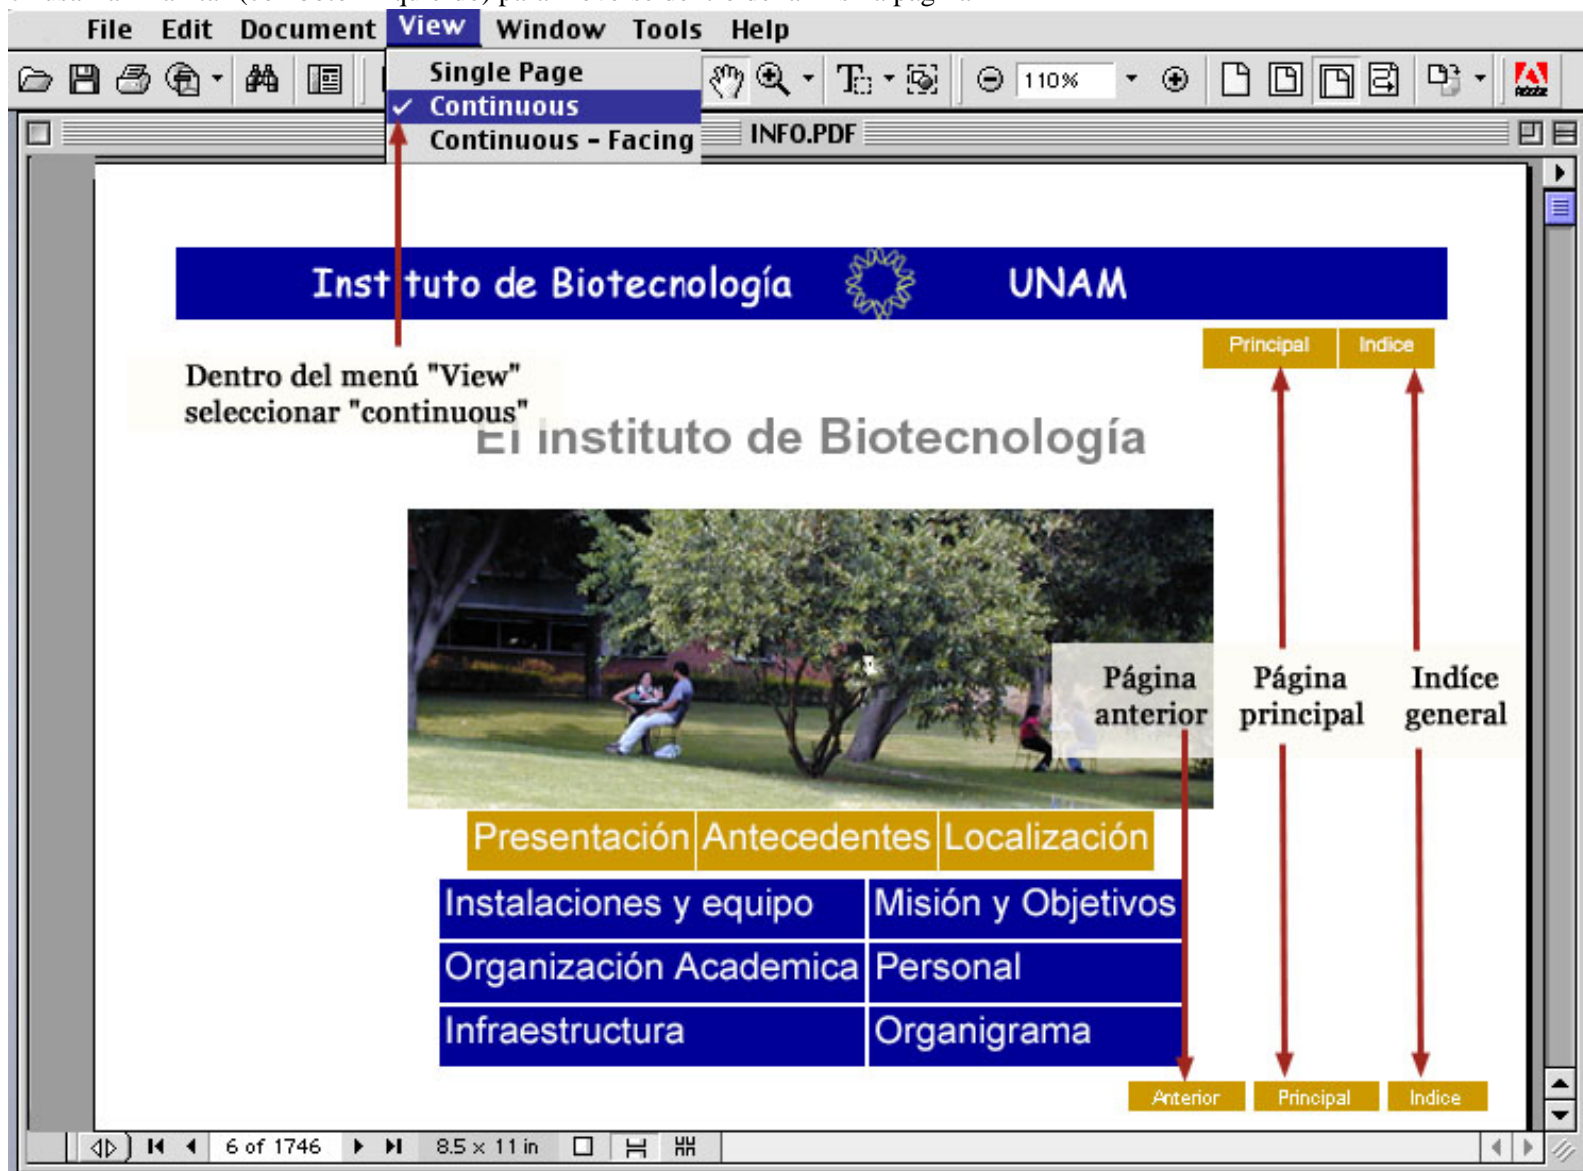 File Edit Document View Window Tools Help
Single Page
110%
Adobe
Continuous
Continuous - Facing
INFO.PDF
Instituto de Biotecnología UNAM
Principal Indice
Dentro del menú "View"
seleccionar "continuous"
El Instituto de Biotecnología
Página anterior
Página principal
Indíce general
Presentación Antecedentes Localización
Instalaciones y equipo Misión y Objetivos
Organización Academica Personal
Infraestructura Organigrama
Anterior Principal Indice
6 of 1746 8.5 x 11 in